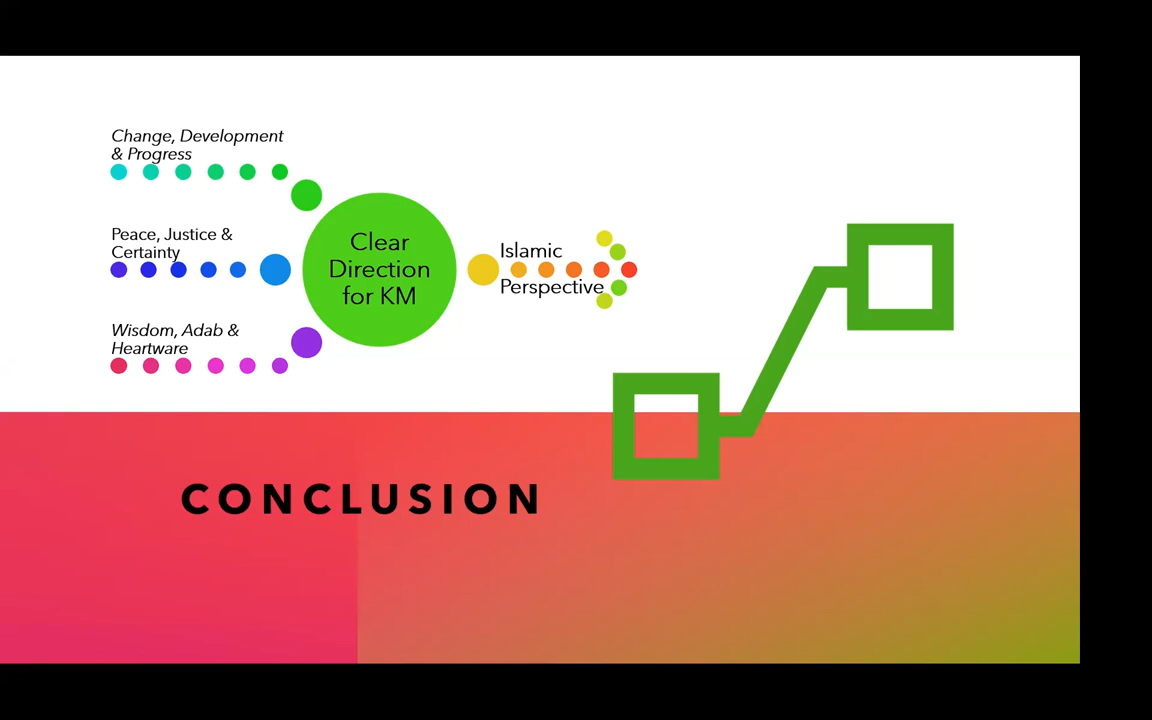 Change, Development
& Progress
Peace, Justice &
Certainty
Wisdom, Adab &
Heartware
Clear
Direction
for KM
Islamic
Perspective
CONCLUSION